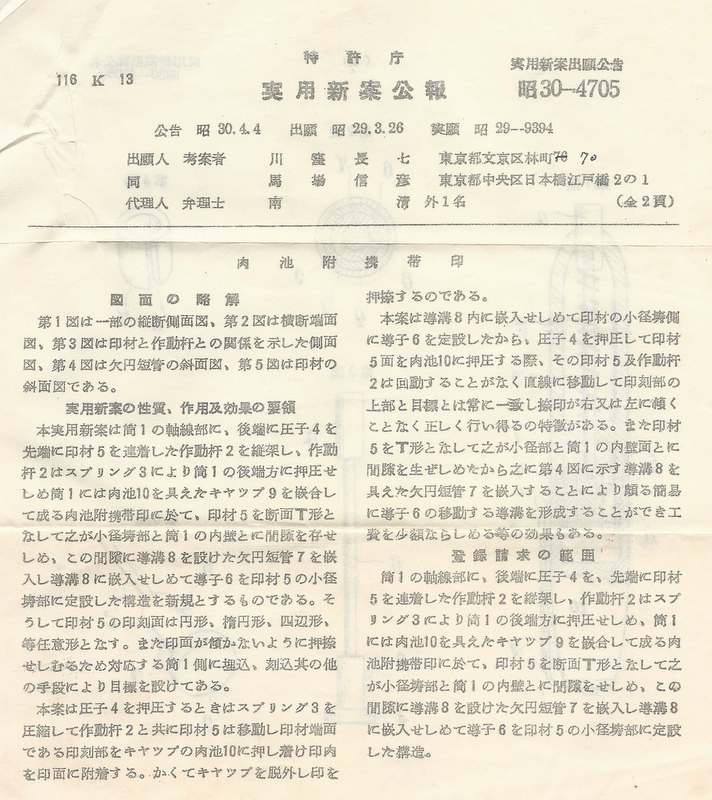 特許庁
116 K 13
実用新案公報
実用新案出願公告
昭30―4705
公告 昭 30.4.4 出願 昭 29.3.26 実願 昭 29―9394
出願人 考案者 川窪長七 東京都文京区林町70
同 馬場信彦 東京都中央区日本橋江戸橋2の1
代理人 弁理士 南清 外1名 (全2頁)
肉池附携帯印
図面の略解
第1図は一部の縦断側面図、第2図は横断端面
図、第3図は印材と作動杆との関係を示した側面
図、第4図は欠円短管の斜面図、第5図は印材の
斜面図である。
実用新案の性質、作用及効果の要領
本実用新案は筒1の軸線部に、後端に圧子4を
先端に印材5を連着した作動杆2を縦架し、作動
杆2はスプリング3により筒1の後端方に押圧せ
しめ筒1には肉池10を具えたキヤツプ9を嵌合し
て成る肉池附携帯印に於て、印材5を断面T形と
なして之が小径部と筒1の内壁とに間隙を存せ
しめ、この間隙に導溝8を設けた欠円短管7を嵌
入し導溝8に嵌入せしめて導子6を印材5の小径
部に定設した構造を新規とするものである。そ
うして印材5の印刻面は円形、楕円形、四辺形、
等任意形となす。また印面が傾かないように押捺
せしむるため対応する筒1側に埋込、刻込其の他
の手段により目標を設けてある。
本案は圧子4を押圧するときはスプリング3を
圧縮して作動杆2と共に印材5は移動し印材端面
である印刻部をキヤツプの肉池10に押し着け印肉
を印面に附着する。かくてキヤツプを脱外し印を
押捺するのである。
本案は導溝8内に嵌入せしめて印材の小径側
に導子6を定設したから、圧子4を押圧して印材
5面を肉池10に押圧する際、その印材5及作動杆
2は回動することがなく直線に移動して印刻部の
上部と目標とは常に一致し捺印が右又は左に傾く
ことなく正しく行い得るの特徴がある。また印材
5をT形となして之が小径部と筒1の内壁面とに
間隙を生ぜしめたから之に第4図に示す導溝8を
具えた欠円短管7を嵌入することにより頗る簡易
に導子6の移動する導溝を形成することができ工
費を少額ならしめる等の効果もある。
登録請求の範囲
筒1の軸線部に、後端に圧子4を、先端に印材
5を連着した作動杆2を縦架し、作動杆2はスプ
リング3により筒1の後端方に押圧せしめ、筒1
には肉池10を具えたキヤツプ9を嵌合して成る肉
池附携帯印に於て、印材5を断面T形となして之
が小径部と筒1の内壁とに間隙をせしめ、この
間隙に導溝8を設けた欠円短管7を嵌入し導溝8
に嵌入せしめて導子6を印材5の小径部に定設
した構造。